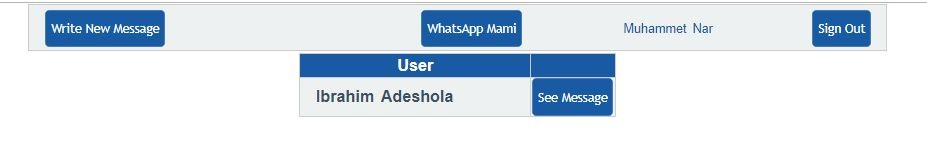 Write New Message WhatsApp Mami Muhammet Nar Sign Out
User
Ibrahim Adeshola See Message